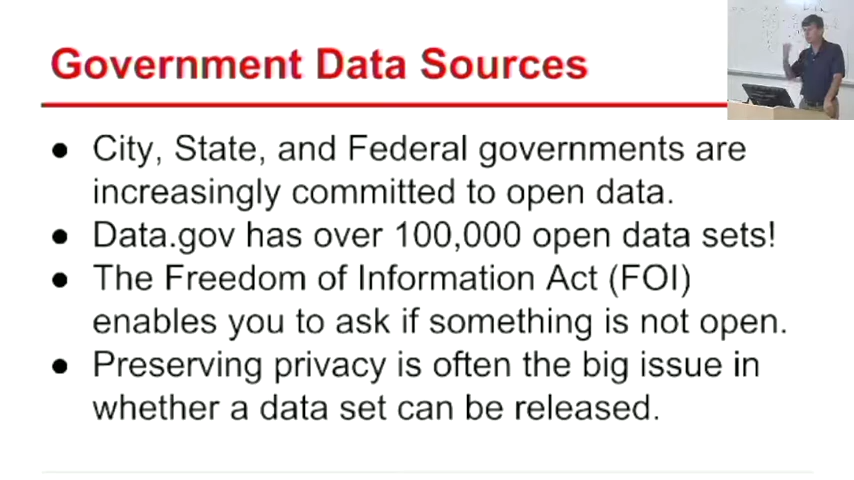 Government Data Sources
● City, State, and Federal governments are
increasingly committed to open data.
● Data.gov has over 100,000 open data sets!
● The Freedom of Information Act (FOI)
enables you to ask if something is not open.
● Preserving privacy is often the big issue in
whether a data set can be released.